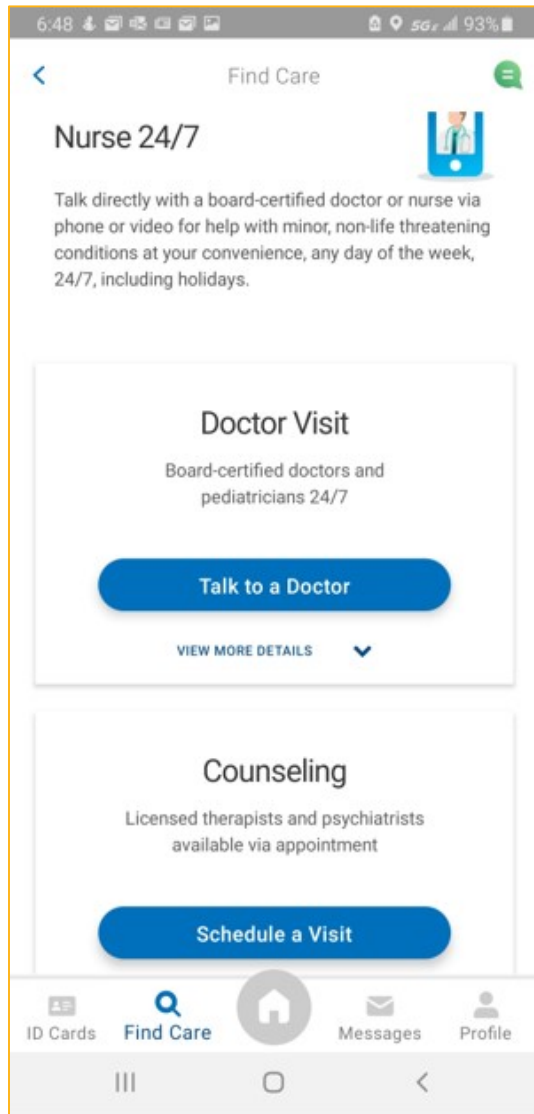 6:48 5GE 93%
Find Care
Nurse 24/7
Talk directly with a board-certified doctor or nurse via
phone or video for help with minor, non-life threatening
conditions at your convenience, any day of the week,
24/7, including holidays.
Doctor Visit
Board-certified doctors and
pediatricians 24/7
Talk to a Doctor
VIEW MORE DETAILS
Counseling
Licensed therapists and psychiatrists
available via appointment
Schedule a Visit
ID Cards Find Care Messages Profile